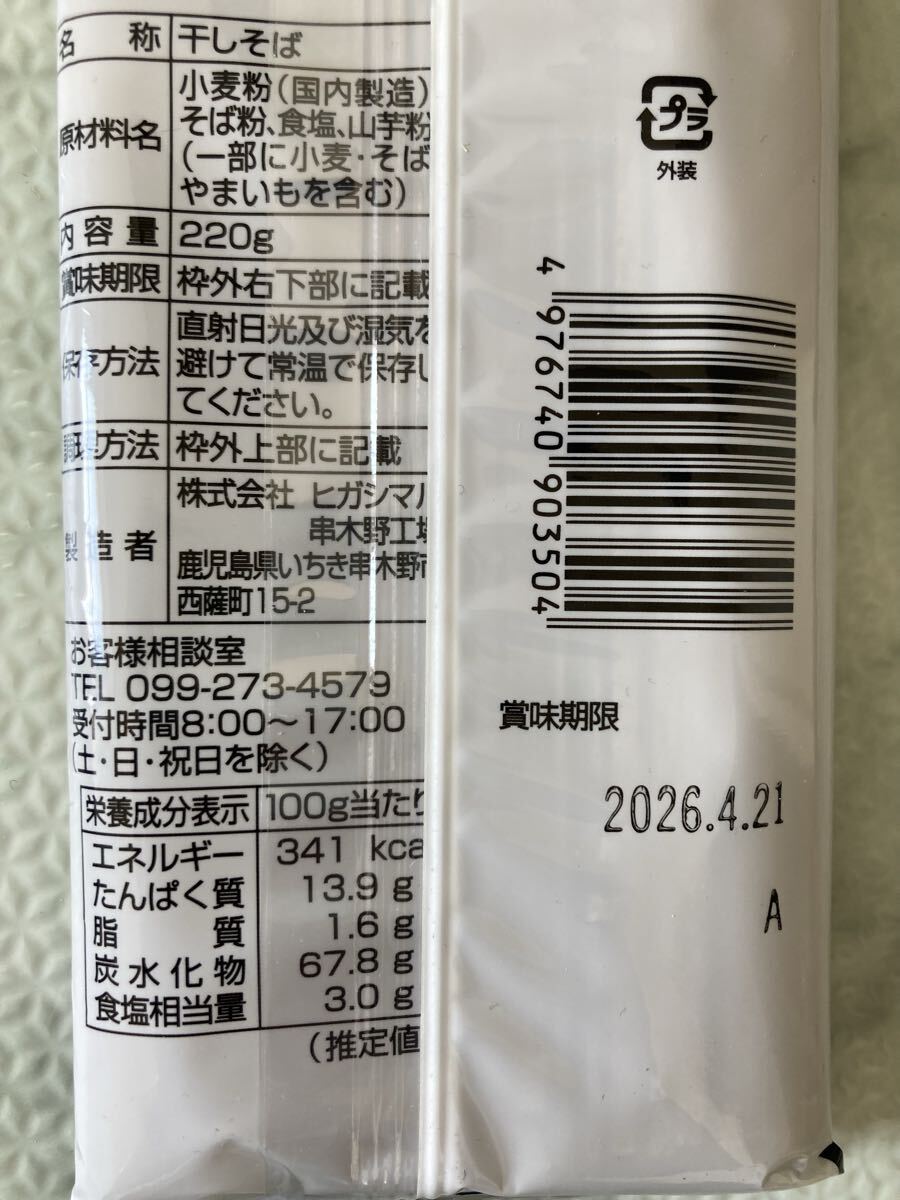 名称 干しそば
原材料名 小麦粉(国内製造)
そば粉、食塩、山芋粉
(一部に小麦・そば
やまいもを含む)
内容量 220g
賞味期限 枠外右下部に記載
保存方法 直射日光及び湿気を
避けて常温で保存し
てください。
調理方法 枠外上部に記載
製造者 株式会社 ヒガシマル
串木野工場
鹿児島県いちき串木野市
西薩町15-2
お客様相談室
TEL 099-273-4579
受付時間8:00〜17:00
(土・日・祝日を除く)
栄養成分表示 100g当たり
エネルギー 341 kca
たんぱく質 13.9 g
脂質 1.6 g
炭水化物 67.8 g
食塩相当量 3.0 g
(推定値
プラ
外装
4 976740 903504
賞味期限
2026.4.21
A